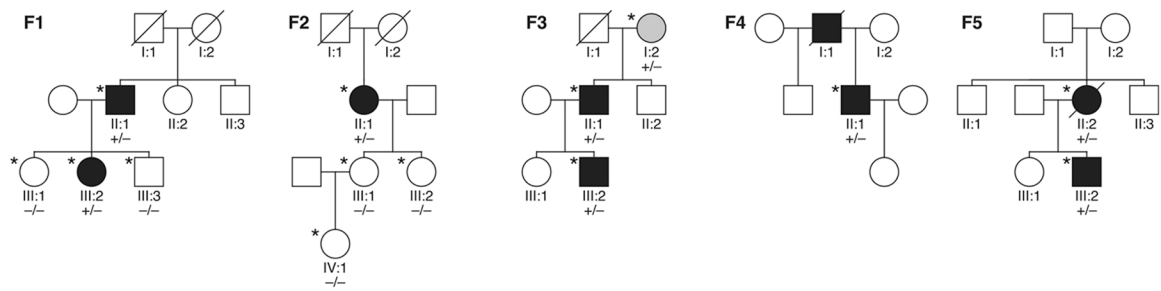 F1
I:1
I:2
*
II:1
+/–
II:2
II:3
*
III:1
–/–
*
III:2
+/–
*
III:3
–/–
F2
I:1
I:2
*
II:1
+/–
*
III:1
–/–
*
III:2
–/–
*
IV:1
–/–
F3
I:1
*
I:2
+/–
*
II:1
+/–
II:2
III:1
*
III:2
+/–
F4
I:1
I:2
*
II:1
+/–
F5
I:1
I:2
II:1
*
II:2
+/–
II:3
III:1
*
III:2
+/–